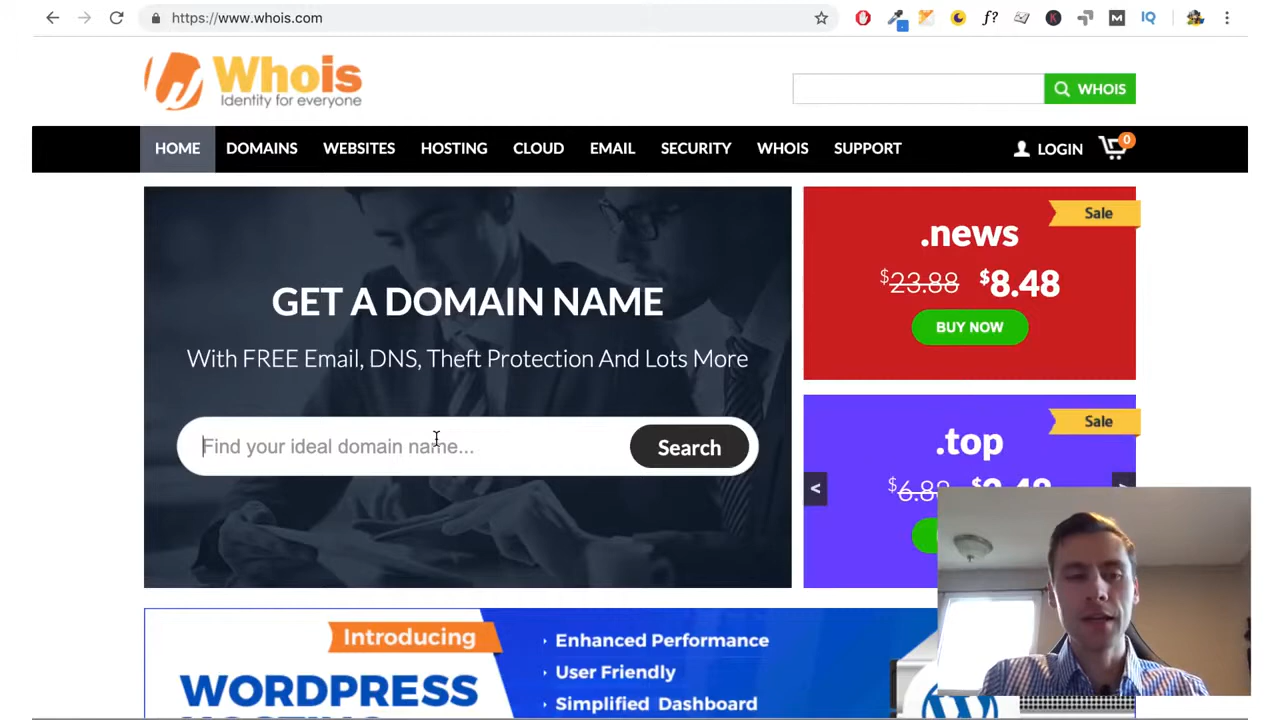 https://www.whois.com
f?
K
M
IQ
Whois
Identity for everyone
WHOIS
HOME DOMAINS WEBSITES HOSTING CLOUD EMAIL SECURITY WHOIS SUPPORT LOGIN 0
GET A DOMAIN NAME
With FREE Email, DNS, Theft Protection And Lots More
Find your ideal domain name...
Search
Sale
.news
$23.88 $8.48
BUY NOW
Sale
.top
<
Introducing
WORDPRESS
Enhanced Performance
User Friendly
Simplified Dashboard